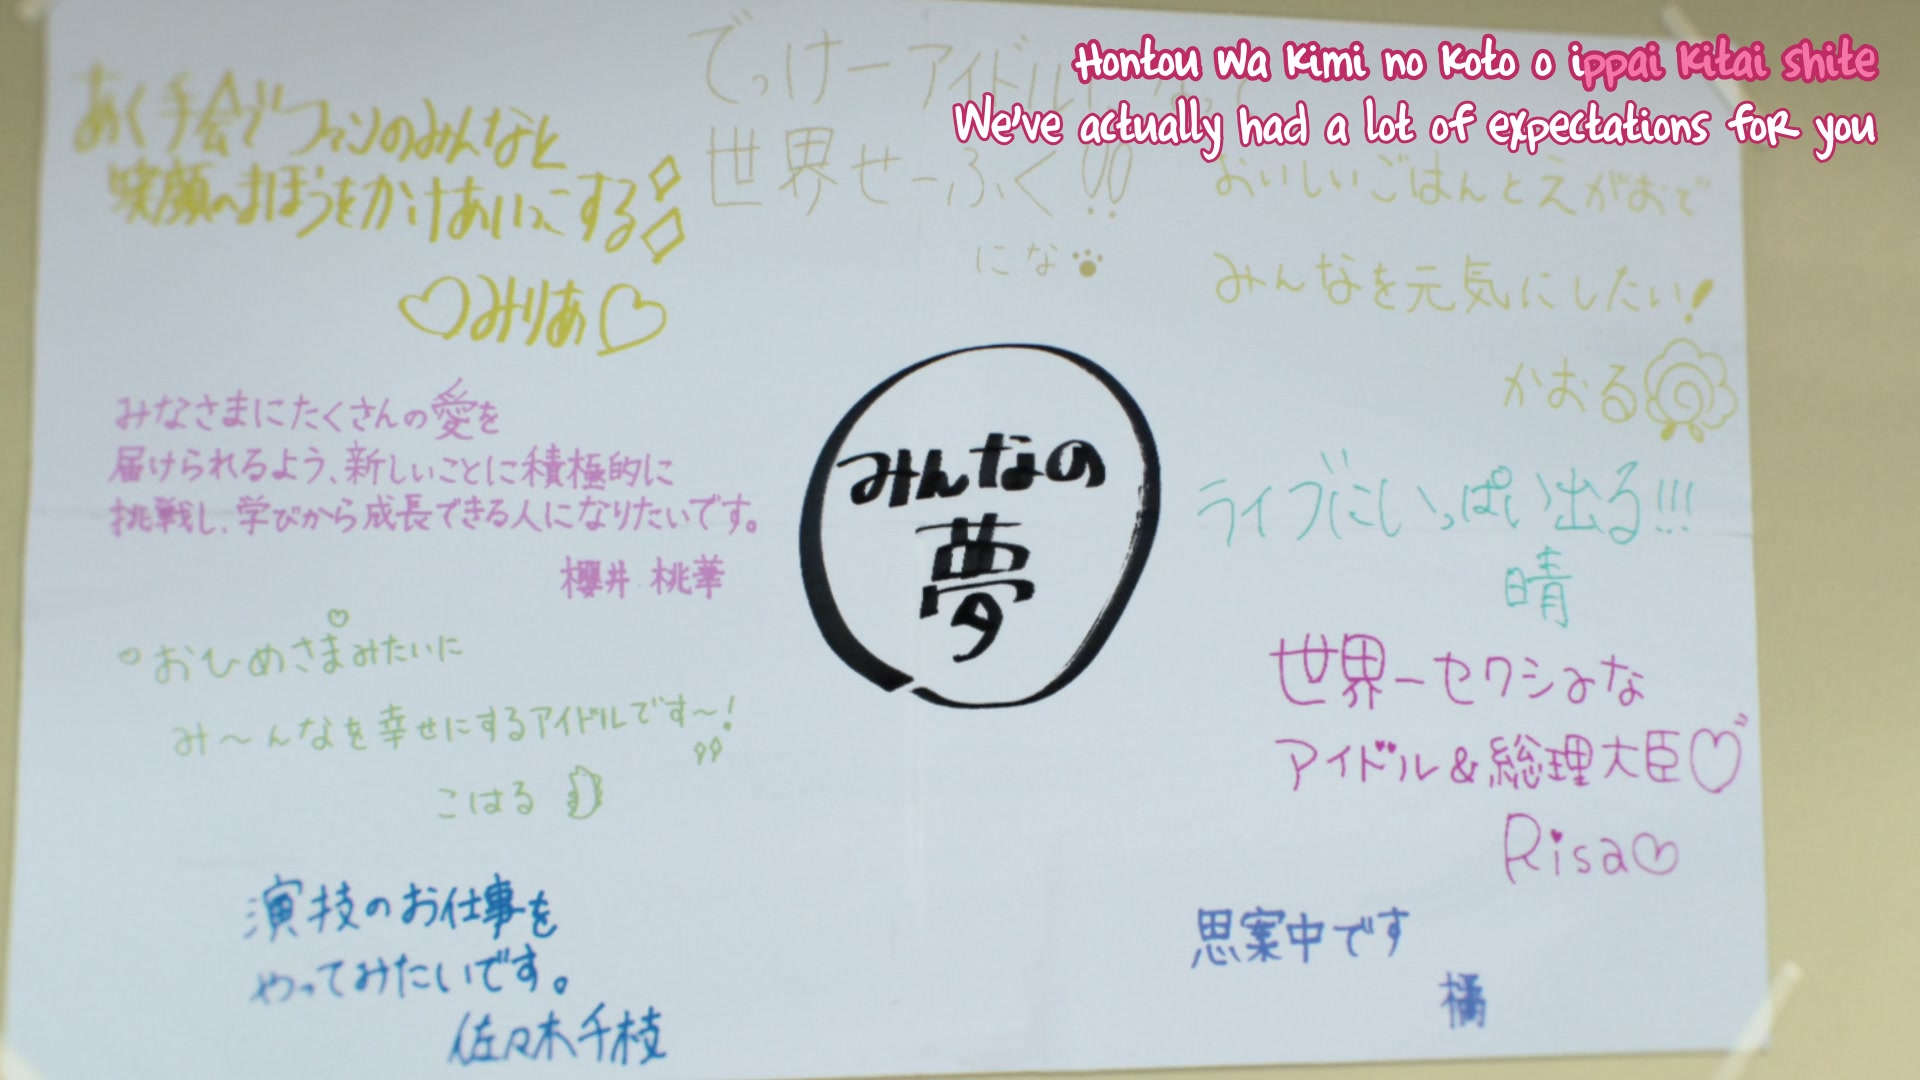 Hontou wa kimi no koto o ippai kitai shite
We've actually had a lot of expectations for you
あく手会でファンのみんなと
笑顔のまほうをかけあいっこする
みりあ
でっけーアイドルになって
世界せーふく!!
にな
おいしいごはんとえがおで
みんなを元気にしたい!
かおる
みなさまにたくさんの愛を
届けられるよう、新しいことに積極的に
挑戦し、学びから成長できる人になりたいです。
櫻井 桃華
みんなの
夢
ライブにいっぱい出る!!!
晴
おひめさまみたいに
み〜んなを幸せにするアイドルです〜!
こはる
世界一セクシーな
アイドル&総理大臣
Risa
演技のお仕事を
やってみたいです。
佐々木千枝
思案中です
橘